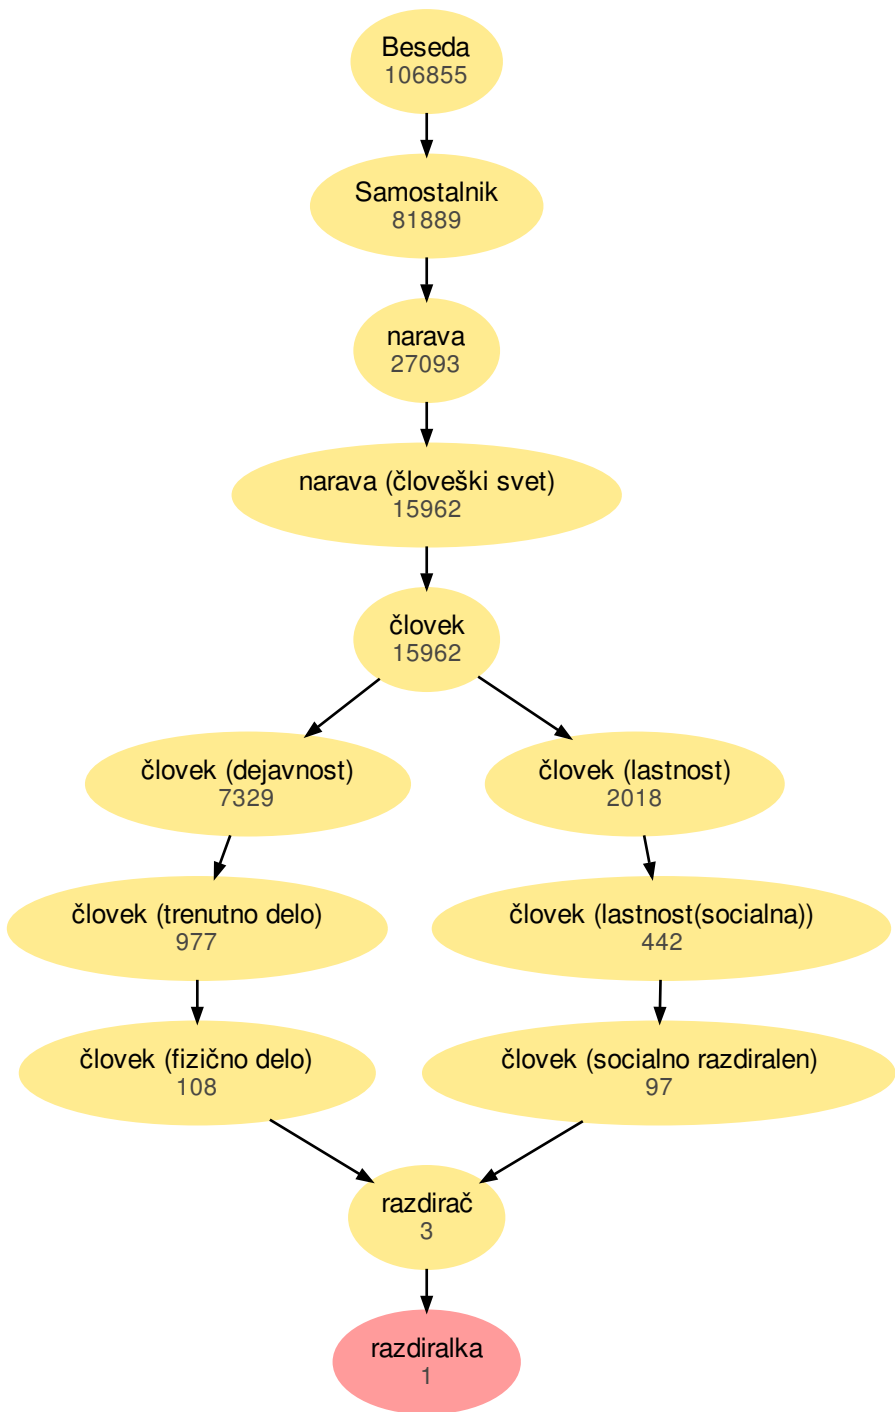 Beseda
106855
Samostalnik
81889
narava
27093
narava (človeški svet)
15962
človek
15962
človek (dejavnost)
7329
človek (lastnost)
2018
človek (trenutno delo)
977
človek (lastnost(socialna))
442
človek (fizično delo)
108
človek (socialno razdiralen)
97
razdirač
3
razdiralka
1